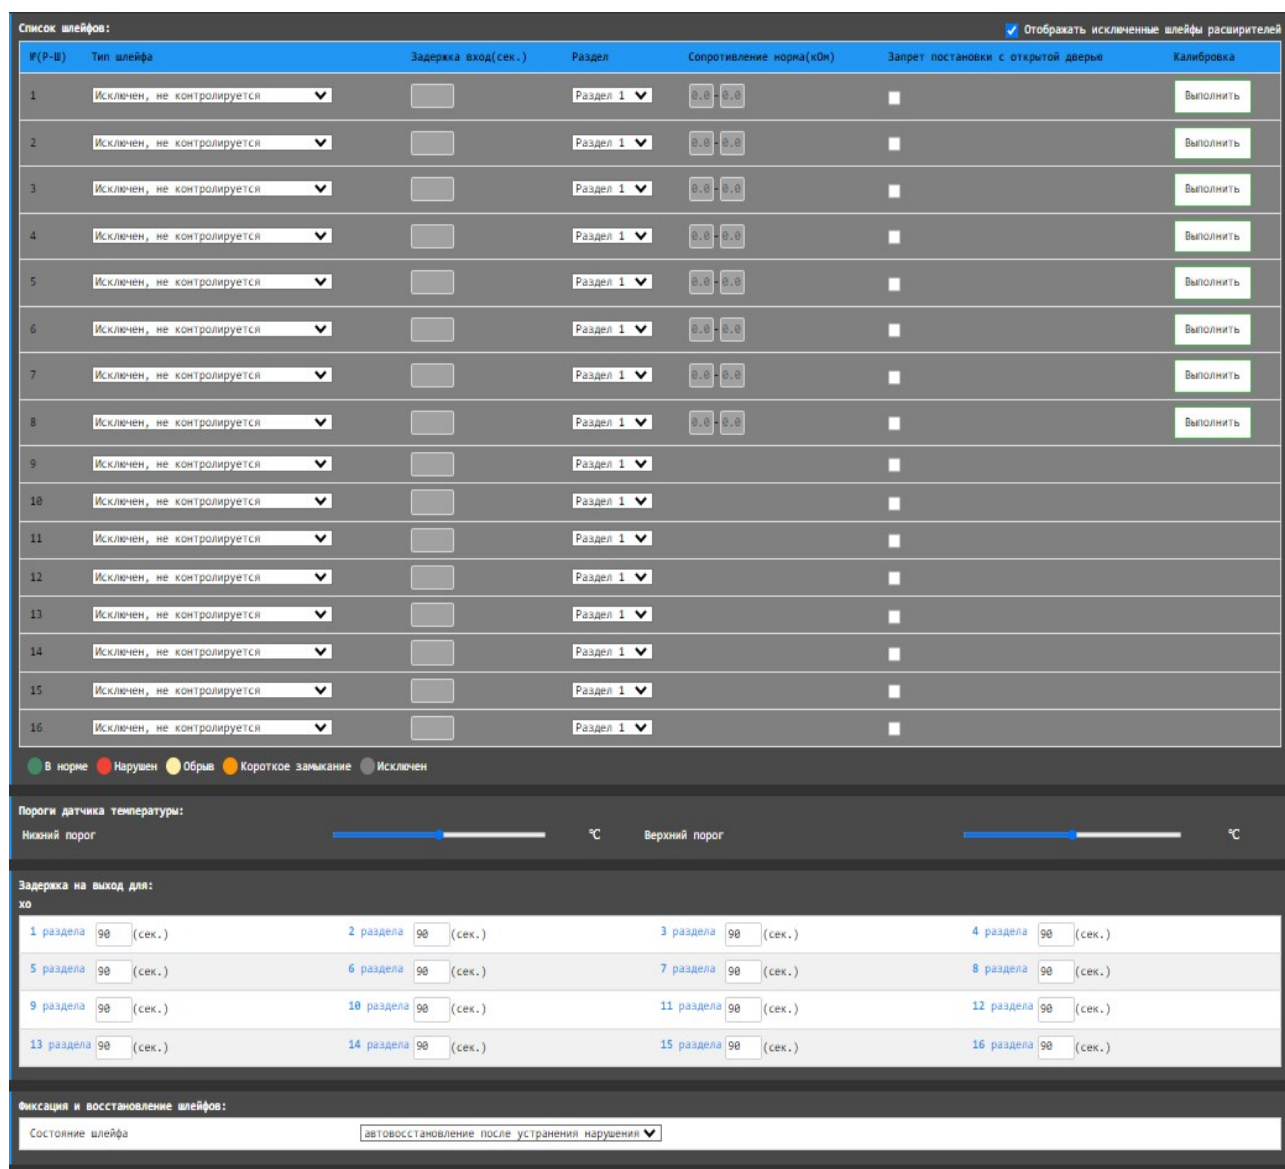 Список шлейфов:
Отображать исключенные шлейфы расширителей
№(Р-Ш) Тип шлейфа Задержка вход(сек.) Раздел Сопротивление норма(кОм) Запрет постановки с открытой дверью Калибровка
1 Исключен, не контролируется Раздел 1 0.0 - 0.0 Выполнить
2 Исключен, не контролируется Раздел 1 0.0 - 0.0 Выполнить
3 Исключен, не контролируется Раздел 1 0.0 - 0.0 Выполнить
4 Исключен, не контролируется Раздел 1 0.0 - 0.0 Выполнить
5 Исключен, не контролируется Раздел 1 0.0 - 0.0 Выполнить
6 Исключен, не контролируется Раздел 1 0.0 - 0.0 Выполнить
7 Исключен, не контролируется Раздел 1 0.0 - 0.0 Выполнить
8 Исключен, не контролируется Раздел 1 0.0 - 0.0 Выполнить
9 Исключен, не контролируется Раздел 1
10 Исключен, не контролируется Раздел 1
11 Исключен, не контролируется Раздел 1
12 Исключен, не контролируется Раздел 1
13 Исключен, не контролируется Раздел 1
14 Исключен, не контролируется Раздел 1
15 Исключен, не контролируется Раздел 1
16 Исключен, не контролируется Раздел 1
В норме Нарушен Обрыв Короткое замыкание Исключен
Пороги датчика температуры:
Нижний порог °C Верхний порог °C
Задержка на выход для:
хо
1 раздела 90 (сек.) 2 раздела 90 (сек.) 3 раздела 90 (сек.) 4 раздела 90 (сек.)
5 раздела 90 (сек.) 6 раздела 90 (сек.) 7 раздела 90 (сек.) 8 раздела 90 (сек.)
9 раздела 90 (сек.) 10 раздела 90 (сек.) 11 раздела 90 (сек.) 12 раздела 90 (сек.)
13 раздела 90 (сек.) 14 раздела 90 (сек.) 15 раздела 90 (сек.) 16 раздела 90 (сек.)
Фиксация и восстановление шлейфов:
Состояние шлейфа автовосстановление после устранения нарушения